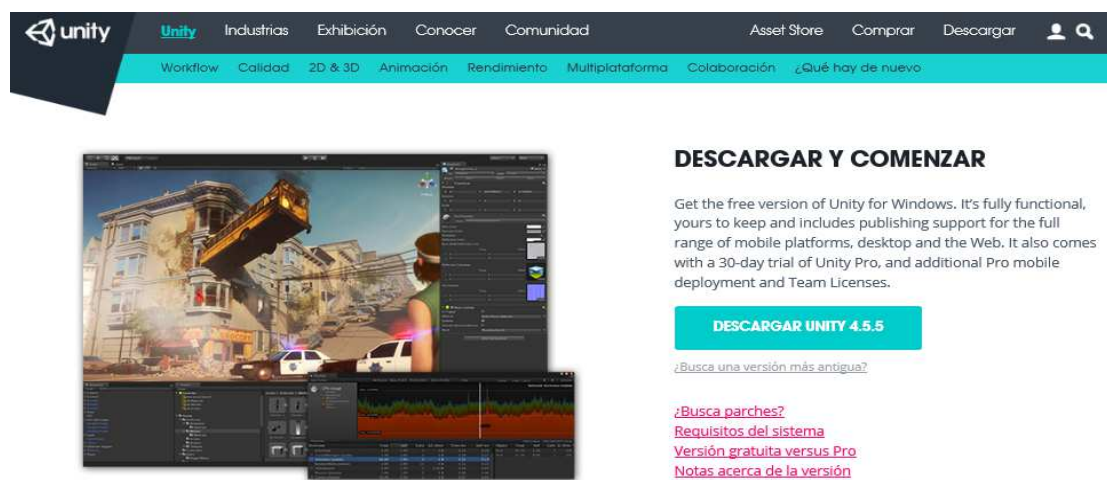 unity
Unity Industrias Exhibición Conocer Comunidad Asset Store Comprar Descargar
Workflow Calidad 2D & 3D Animación Rendimiento Multiplataforma Colaboración ¿Qué hay de nuevo
DESCARGAR Y COMENZAR
Get the free version of Unity for Windows. It's fully functional,
yours to keep and includes publishing support for the full
range of mobile platforms, desktop and the Web. It also comes
with a 30-day trial of Unity Pro, and additional Pro mobile
deployment and Team Licenses.
DESCARGAR UNITY 4.5.5
¿Busca una versión más antigua?
¿Busca parches?
Requisitos del sistema
Versión gratuita versus Pro
Notas acerca de la versión